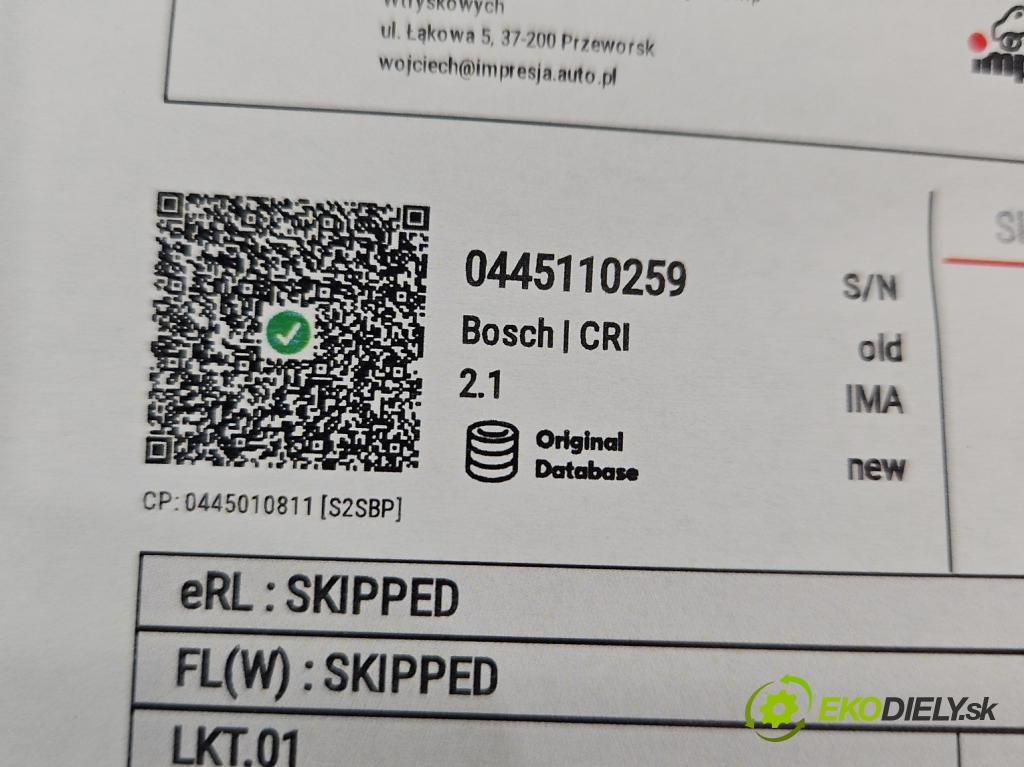 Wtryskowych
ul. Łąkowa 5, 37-200 Przeworsk
wojciech@impresja.auto.pl
0445110259
Bosch | CRI
2.1
Original
Database
CP: 0445010811 [S2SBP]
S/N
old
IMA
new
eRL : SKIPPED
FL(W) : SKIPPED
LKT.01
EKODIELY.sk